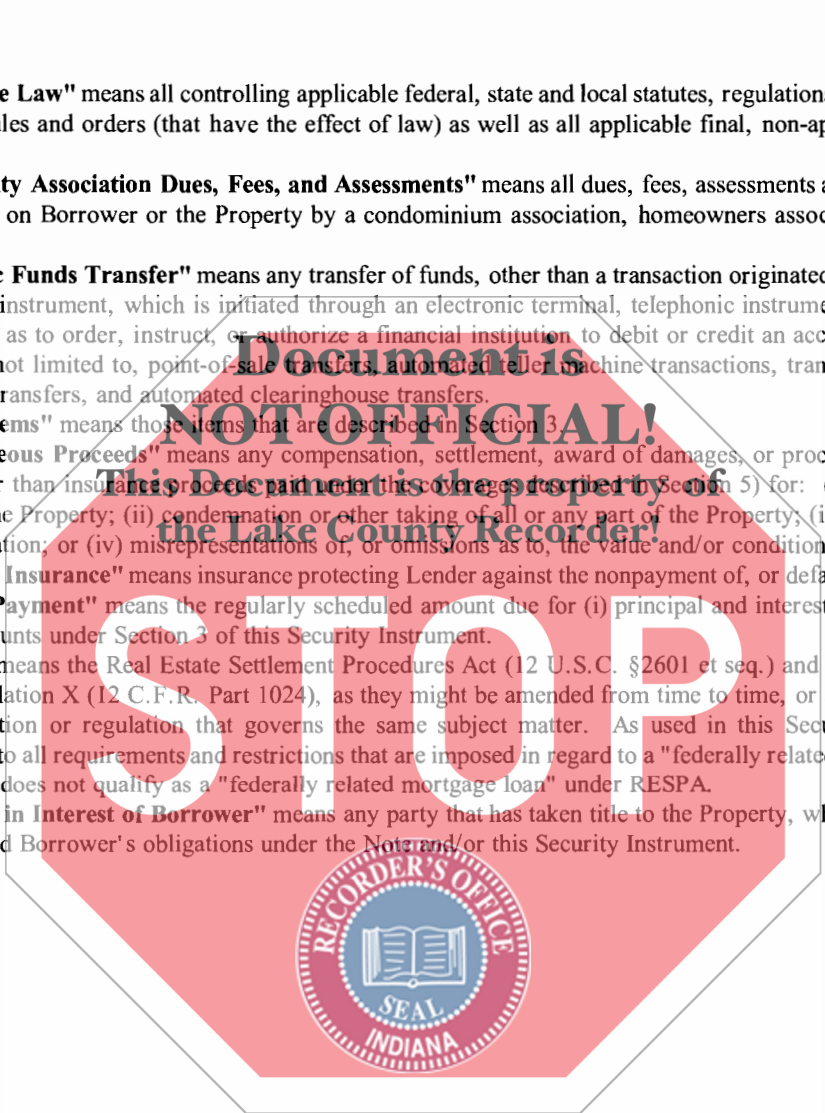 e Law" means all controlling applicable federal, state and local statutes, regulation
les and orders (that have the effect of law) as well as all applicable final, non-ap
ty Association Dues, Fees, and Assessments" means all dues, fees, assessments a
on Borrower or the Property by a condominium association, homeowners assoc
c Funds Transfer" means any transfer of funds, other than a transaction originated
instrument, which is initiated through an electronic terminal, telephonic instrume
as to order, instruct, or authorize a financial institution to debit or credit an acc
not limited to, point-of-sale transfers, automated teller machine transactions, tran
ransfers, and automated clearinghouse transfers.
ems" means those items that are described in Section 3.
eous Proceeds" means any compensation, settlement, award of damages, or proc
r than insurance proceeds paid under the coverages described in Section 5) for: (
e Property; (ii) condemnation or other taking of all or any part of the Property; (i
tion; or (iv) misrepresentations of, or omissions as to, the value and/or condition
Insurance" means insurance protecting Lender against the nonpayment of, or defa
Payment" means the regularly scheduled amount due for (i) principal and interest
unts under Section 3 of this Security Instrument.
means the Real Estate Settlement Procedures Act (12 U.S.C. §2601 et seq.) and
lation X (12 C.F.R. Part 1024), as they might be amended from time to time, or
tion or regulation that governs the same subject matter. As used in this Secu
to all requirements and restrictions that are imposed in regard to a "federally relate
does not qualify as a "federally related mortgage loan" under RESPA.
in Interest of Borrower" means any party that has taken title to the Property, wh
d Borrower's obligations under the Note and/or this Security Instrument.
Document is
NOT OFFICIAL!
This Document is the property of
the Lake County Recorder!
STOP
RECORDER'S OFFICE
SEAL
INDIANA